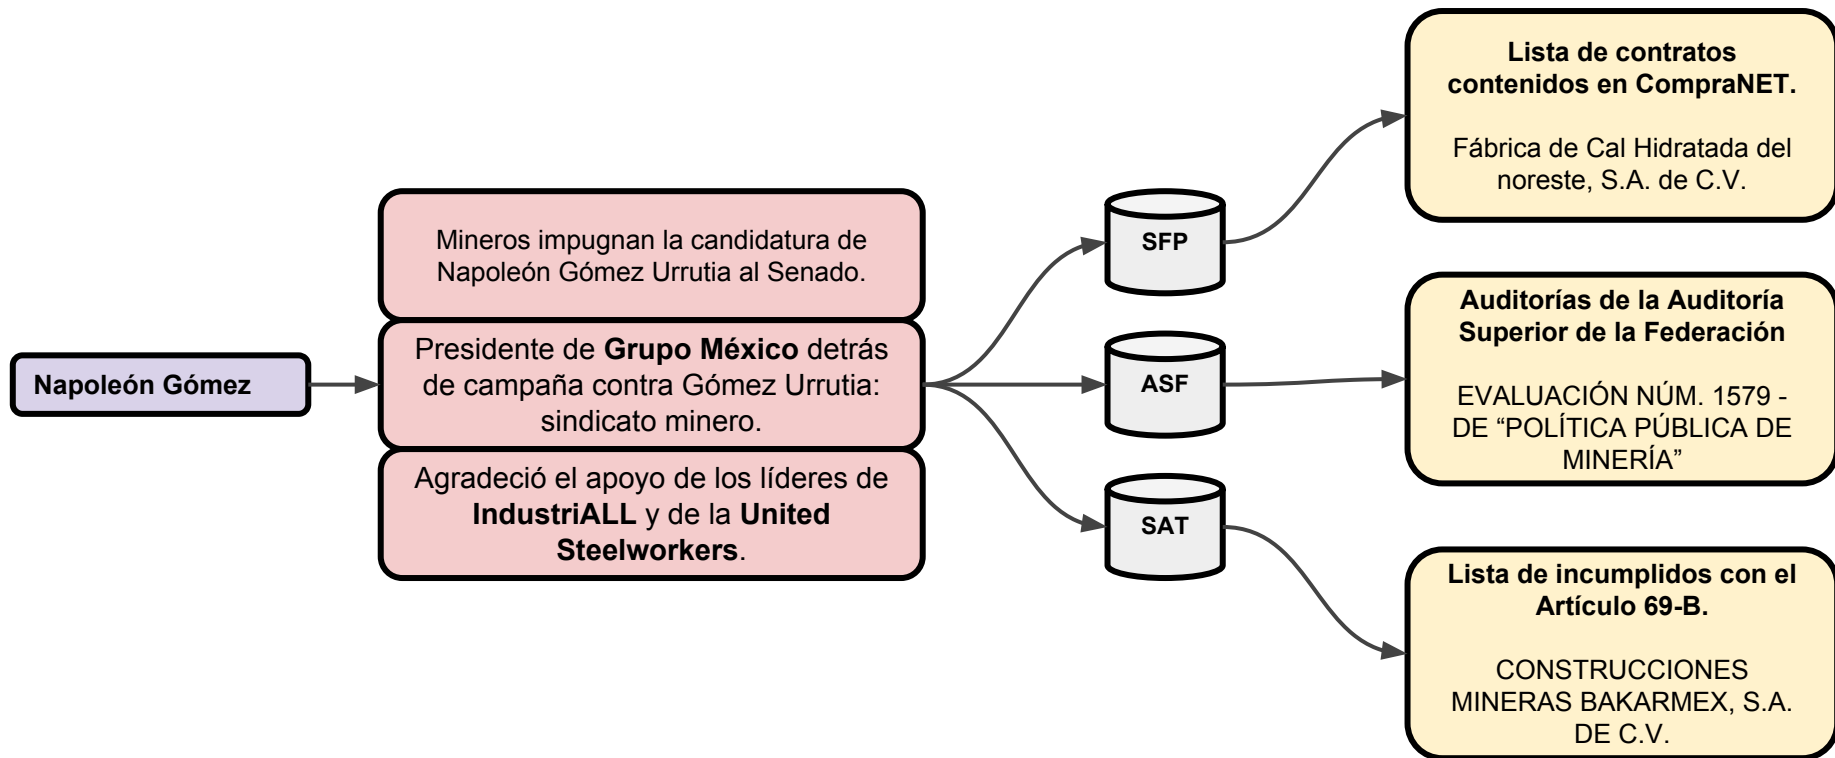 Napoleón Gómez
Mineros impugnan la candidatura de
Napoleón Gómez Urrutia al Senado.
Presidente de Grupo México detrás
de campaña contra Gómez Urrutia:
sindicato minero.
Agradeció el apoyo de los líderes de
IndustriALL y de la United
Steelworkers.
SFP
ASF
SAT
Lista de contratos
contenidos en CompraNET.
Fábrica de Cal Hidratada del
noreste, S.A. de C.V.
Auditorías de la Auditoría
Superior de la Federación
EVALUACIÓN NÚM. 1579 -
DE “POLÍTICA PÚBLICA DE
MINERÍA”
Lista de incumplidos con el
Artículo 69-B.
CONSTRUCCIONES
MINERAS BAKARMEX, S.A.
DE C.V.